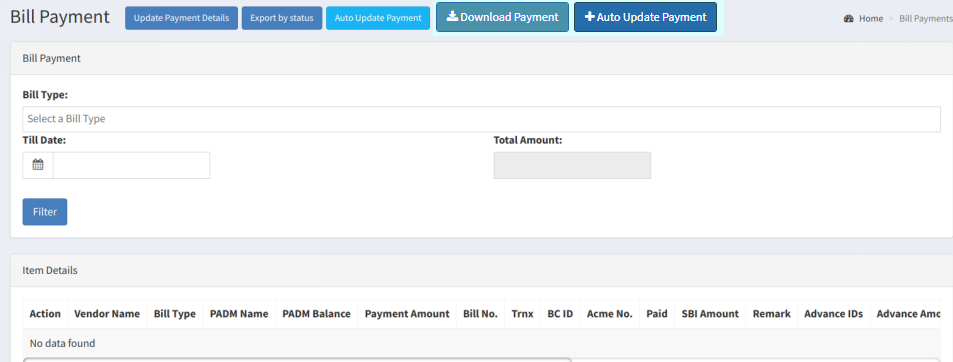 Bill Payment Update Payment Details Export by status Auto Update Payment Download Payment Auto Update Payment Home > Bill Payments
Bill Payment
Bill Type:
Select a Bill Type
Till Date: Total Amount:
Filter
Item Details
Action Vendor Name Bill Type PADM Name PADM Balance Payment Amount Bill No. Trnx BC ID Acme No. Paid SBI Amount Remark Advance IDs Advance Amo
No data found